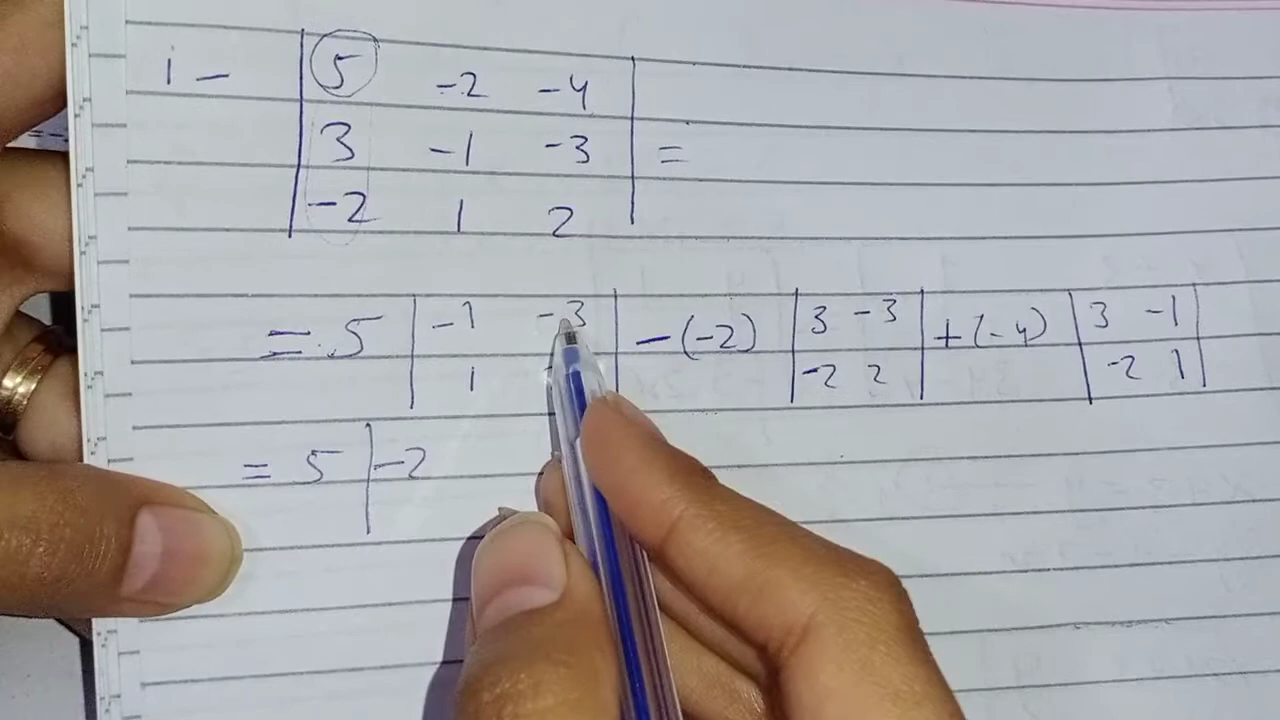 i - | 5 -2 -4 |
| 3 -1 -3 | =
| -2 1 2 |
= 5 | -1 -3 | -(-2) | 3 -3 | +(-4) | 3 -1 |
| 1 | | -2 2 | | -2 1 |
= 5 | -2